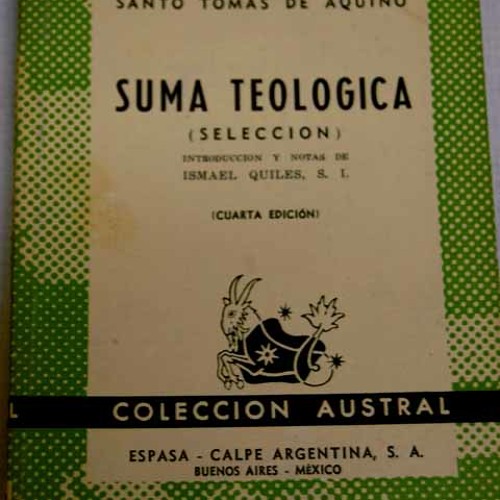 SANTO TOMAS DE AQUINO
SUMA TEOLOGICA
(SELECCION)
INTRODUCCION Y NOTAS DE
ISMAEL QUILES, S. I.
(CUARTA EDICIÓN)
L
COLECCION AUSTRAL
ESPASA - CALPE ARGENTINA, S. A.
BUENOS AIRES - MÉXICO